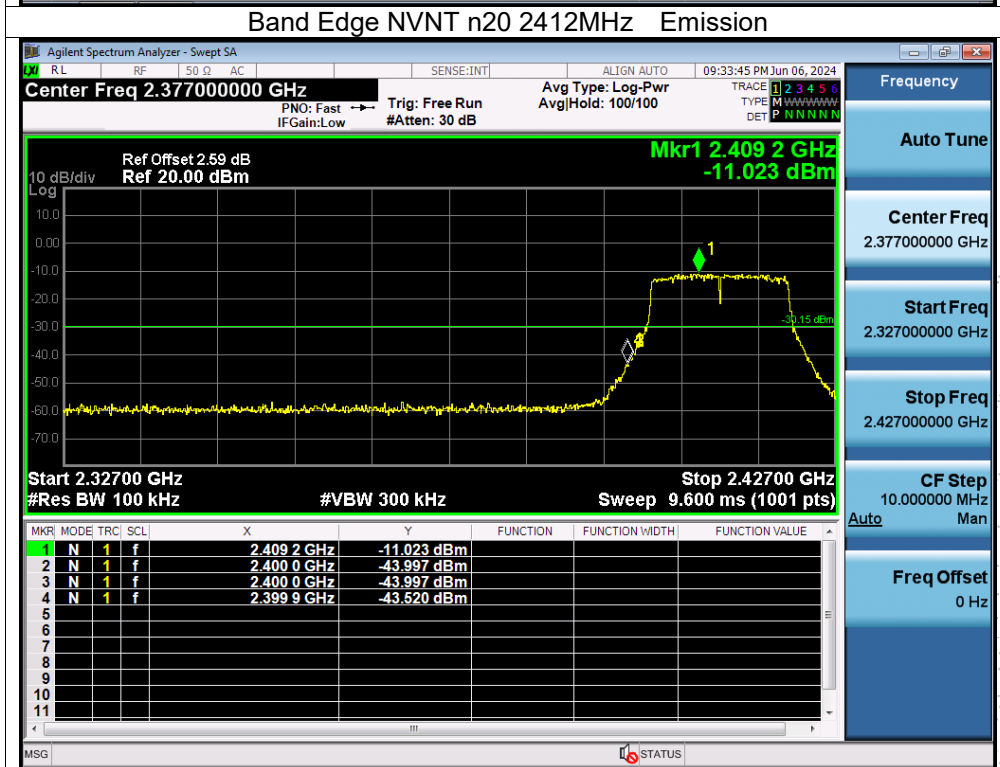 Band Edge NVNT n20 2412MHz Emission
Agilent Spectrum Analyzer - Swept SA
LXI RL RF 50 Ω AC SENSE:INT ALIGN AUTO 09:33:45 PM Jun 06, 2024
Center Freq 2.377000000 GHz
PNO: Fast Trig: Free Run Avg Type: Log-Pwr TRACE 1 2 3 4 5 6
IFGain:Low #Atten: 30 dB Avg|Hold: 100/100 TYPE M WWWWW
DET P N N N N N
Ref Offset 2.59 dB Mkr1 2.409 2 GHz
10 dB/div Ref 20.00 dBm -11.023 dBm
Log
10.0
0.00
1
-10.0
-20.0
-30.0
-30.15 dBm
-40.0
-50.0
-60.0
-70.0
Start 2.32700 GHz Stop 2.42700 GHz
#Res BW 100 kHz #VBW 300 kHz Sweep 9.600 ms (1001 pts)
MKR MODE TRC SCL X Y FUNCTION FUNCTION WIDTH FUNCTION VALUE
1 N 1 f 2.409 2 GHz -11.023 dBm
2 N 1 f 2.400 0 GHz -43.997 dBm
3 N 1 f 2.400 0 GHz -43.997 dBm
4 N 1 f 2.399 9 GHz -43.520 dBm
5
6
7
8
9
10
11
MSG STATUS
Frequency
Auto Tune
Center Freq
2.377000000 GHz
Start Freq
2.327000000 GHz
Stop Freq
2.427000000 GHz
CF Step
10.000000 MHz
Auto Man
Freq Offset
0 Hz